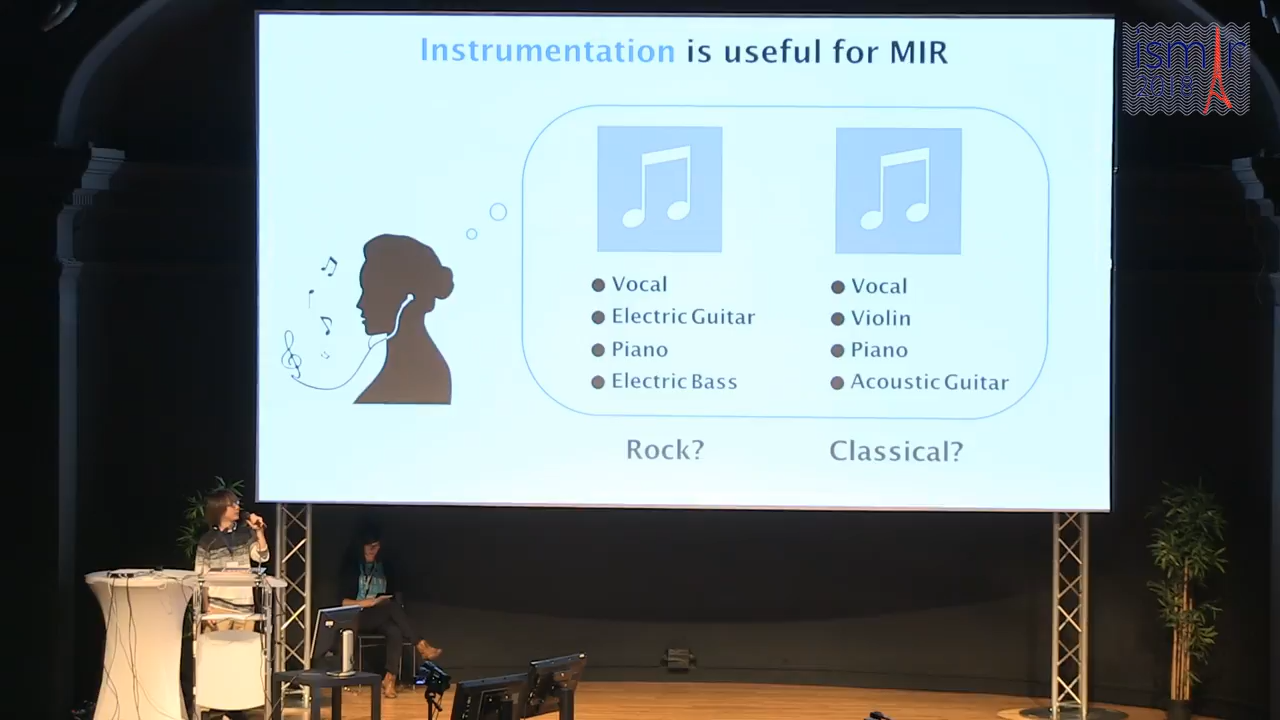 Instrumentation is useful for MIR
ismir
2018
Vocal
Electric Guitar
Piano
Electric Bass
Vocal
Violin
Piano
Acoustic Guitar
Rock?
Classical?